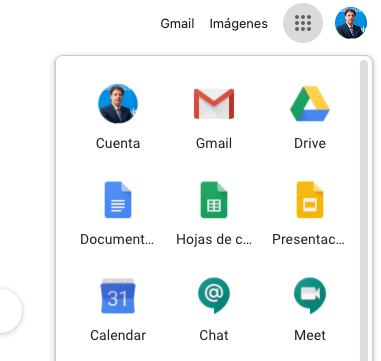 Gmail Imágenes
Cuenta Gmail Drive
Document... Hojas de c... Presentac...
31
Calendar Chat Meet